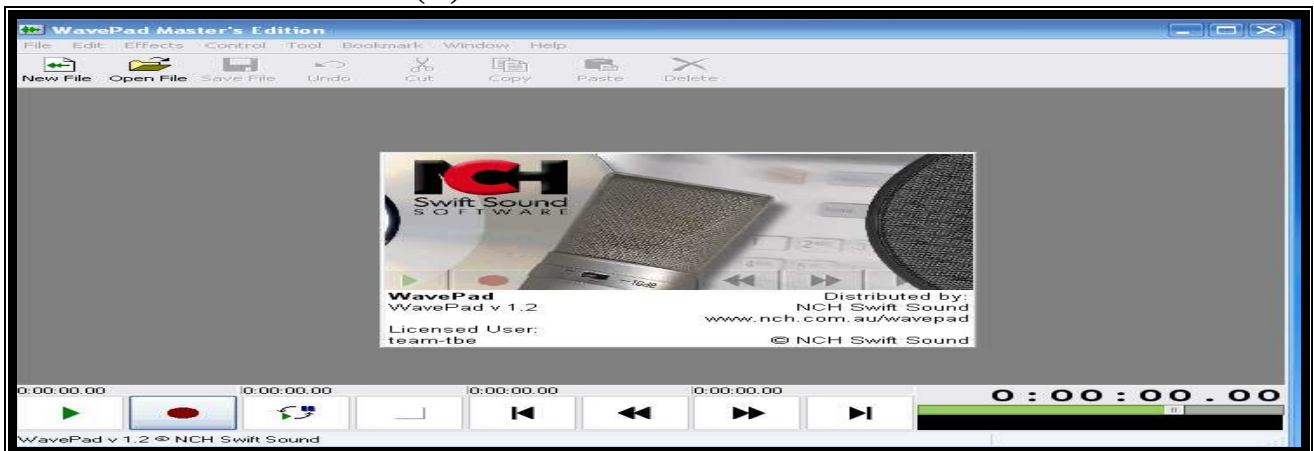 WavePad Master's Edition
File Edit Effects Control Tool Bookmark Window Help
New File Open File Save File Undo Cut Copy Paste Delete
NCH
Swift Sound
SOFTWARE
WavePad
WavePad v 1.2
Licensed User:
team-tbe
Distributed by:
NCH Swift Sound
www.nch.com.au/wavepad
© NCH Swift Sound
0:00:00.00 0:00:00.00 0:00:00.00 0:00:00.00
0:00:00.00
WavePad v 1.2 © NCH Swift Sound